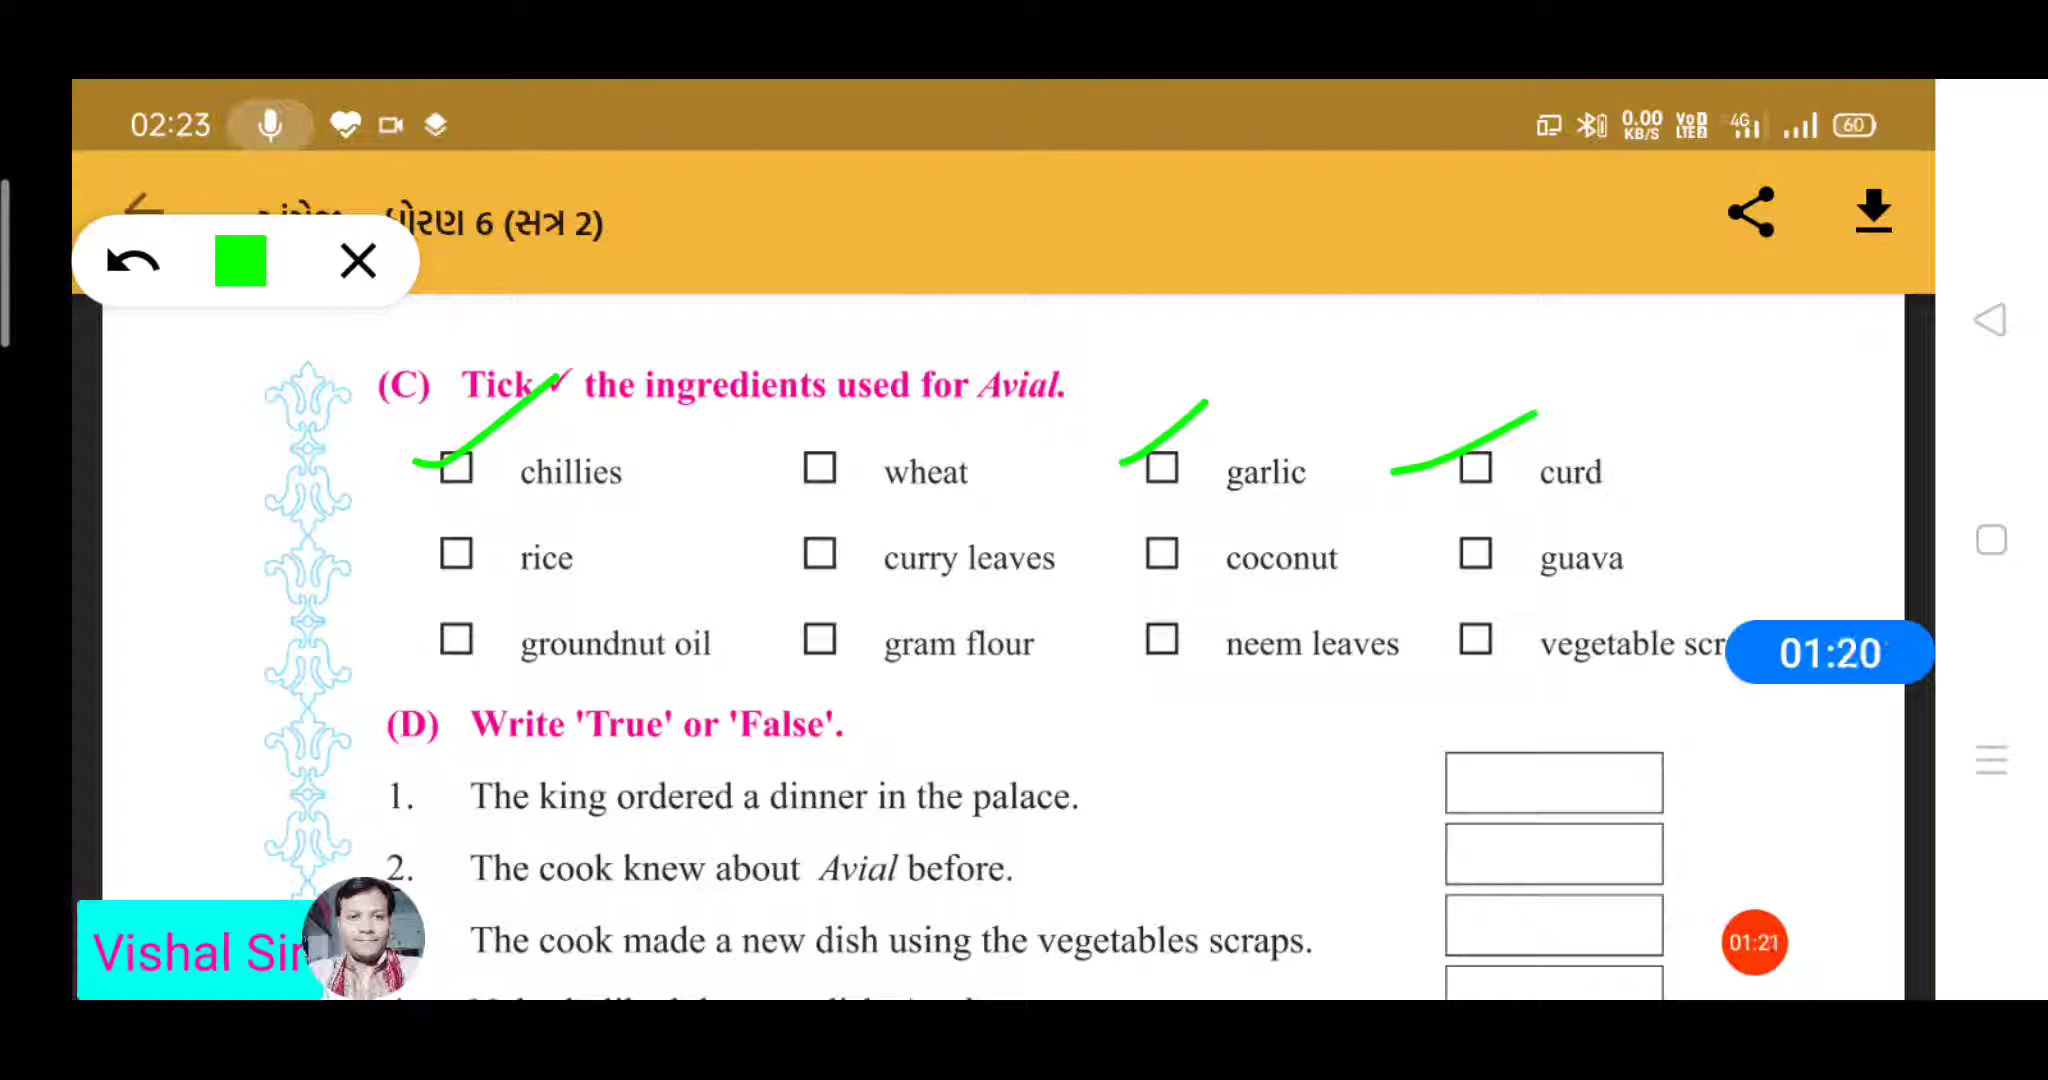 02:23 0.00 KB/S VoD LTE2 4G 60
ધોરણ 6 (સત્ર 2)
(C) Tick ✓ the ingredients used for Avial.
chillies wheat garlic curd
rice curry leaves coconut guava
groundnut oil gram flour neem leaves vegetable scr
01:20
(D) Write 'True' or 'False'.
1. The king ordered a dinner in the palace.
2. The cook knew about Avial before.
The cook made a new dish using the vegetables scraps.
01:21
Vishal Sir